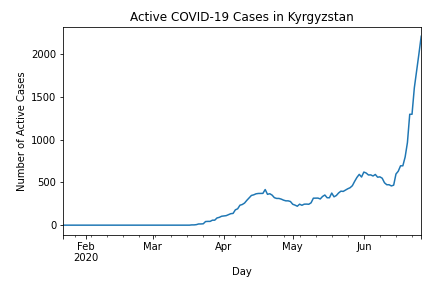 Active COVID-19 Cases in Kyrgyzstan
2000
1500
1000
500
0
Number of Active Cases
Feb
2020
Mar
Apr
May
Jun
Day